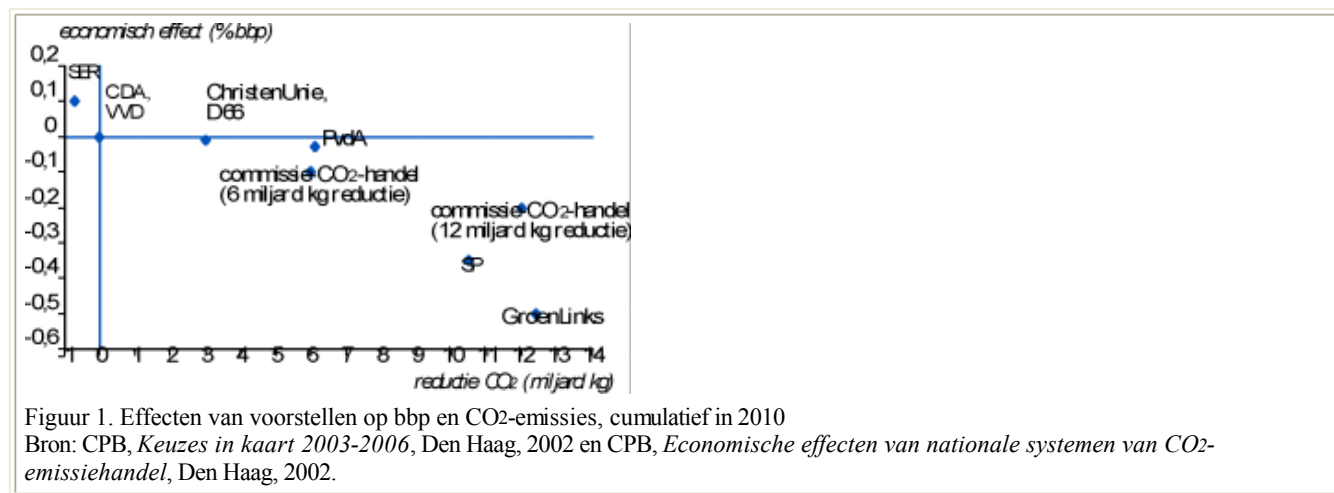 economisch effect (% bbp)
0,2
SER
0,1
CDA,
VVD
ChristenUnie,
D66
0
PvdA
-0,1
commissie-CO2-handel
(6 miljard kg reductie)
-0,2
commissie-CO2-handel
(12 miljard kg reductie)
-0,3
SP
-0,4
-0,5
GroenLinks
-0,6
-1 0 1 2 3 4 5 6 7 8 9 10 11 12 13 14
reductie CO2 (miljard kg)
Figuur 1. Effecten van voorstellen op bbp en CO2-emissies, cumulatief in 2010
Bron: CPB, Keuzes in kaart 2003-2006, Den Haag, 2002 en CPB, Economische effecten van nationale systemen van CO2-
emissiehandel, Den Haag, 2002.